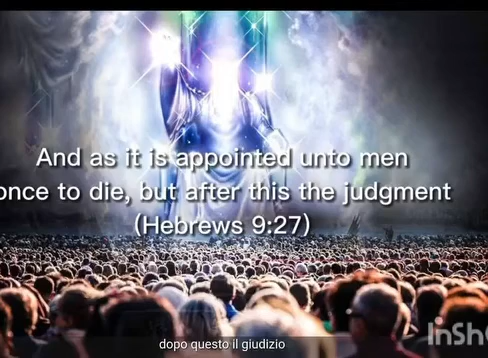 And as it is appointed unto men
once to die, but after this the judgment
(Hebrews 9:27)
dopo questo il giudizio
InSh